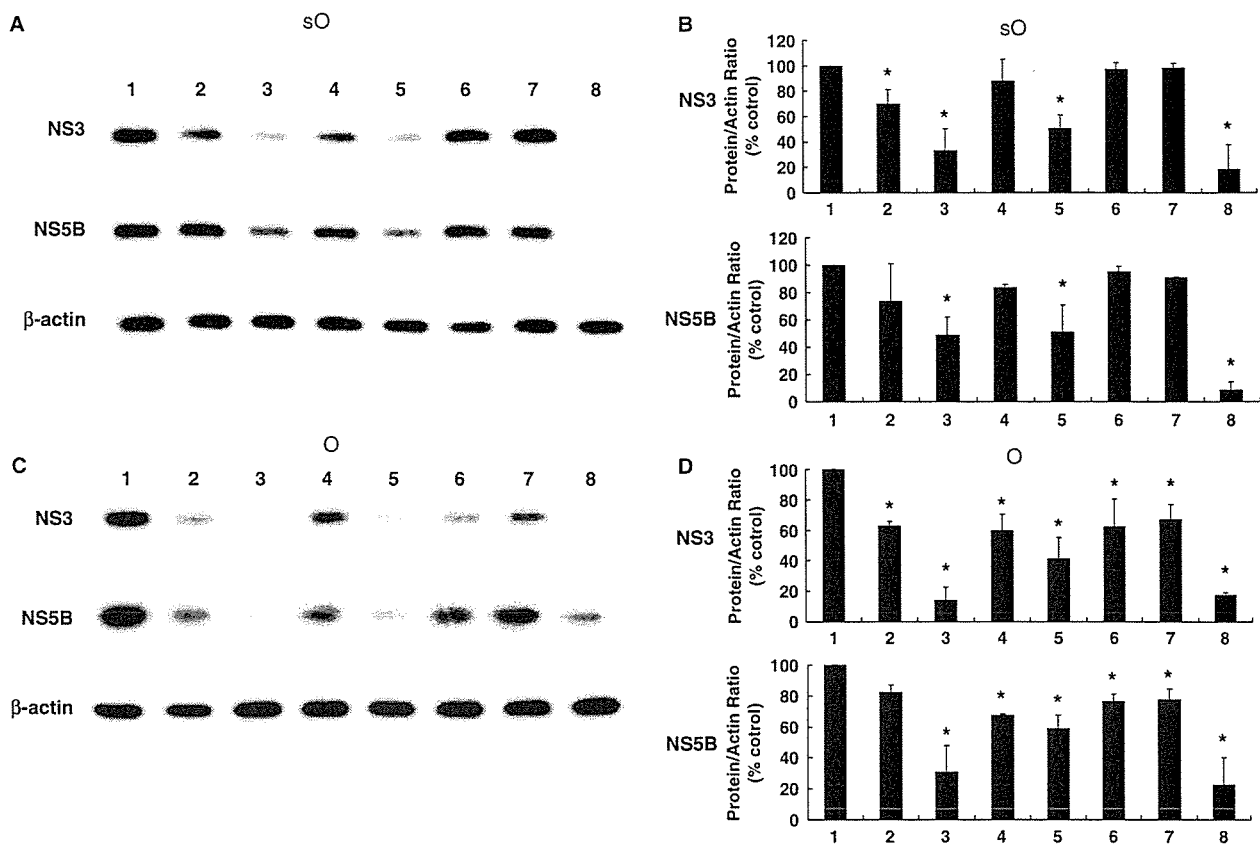 A
sO
1 2 3 4 5 6 7 8
NS3
NS5B
β-actin
B
sO
NS3
Protein/Actin Ratio
(% cotrol)
120
100
80
60
40
20
0
* * * *
1 2 3 4 5 6 7 8
NS5B
Protein/Actin Ratio
(% cotrol)
120
100
80
60
40
20
0
* * *
1 2 3 4 5 6 7 8
C
O
1 2 3 4 5 6 7 8
NS3
NS5B
β-actin
D
O
NS3
Protein/Actin Ratio
(% cotrol)
100
80
60
40
20
0
* * * * * * *
1 2 3 4 5 6 7 8
NS5B
Protein/Actin Ratio
(% cotrol)
100
80
60
40
20
0
* * * * * *
1 2 3 4 5 6 7 8